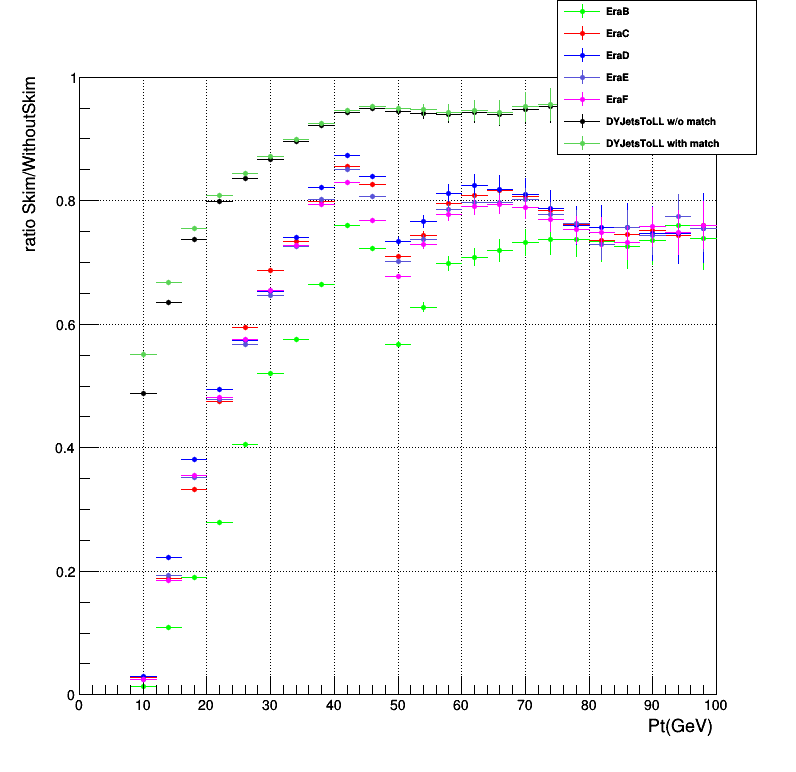 EraB
EraC
EraD
EraE
EraF
DYJetsToLL w/o match
DYJetsToLL with match
ratio Skim/WithoutSkim
1
0.8
0.6
0.4
0.2
0
0 10 20 30 40 50 60 70 80 90 100
Pt(GeV)